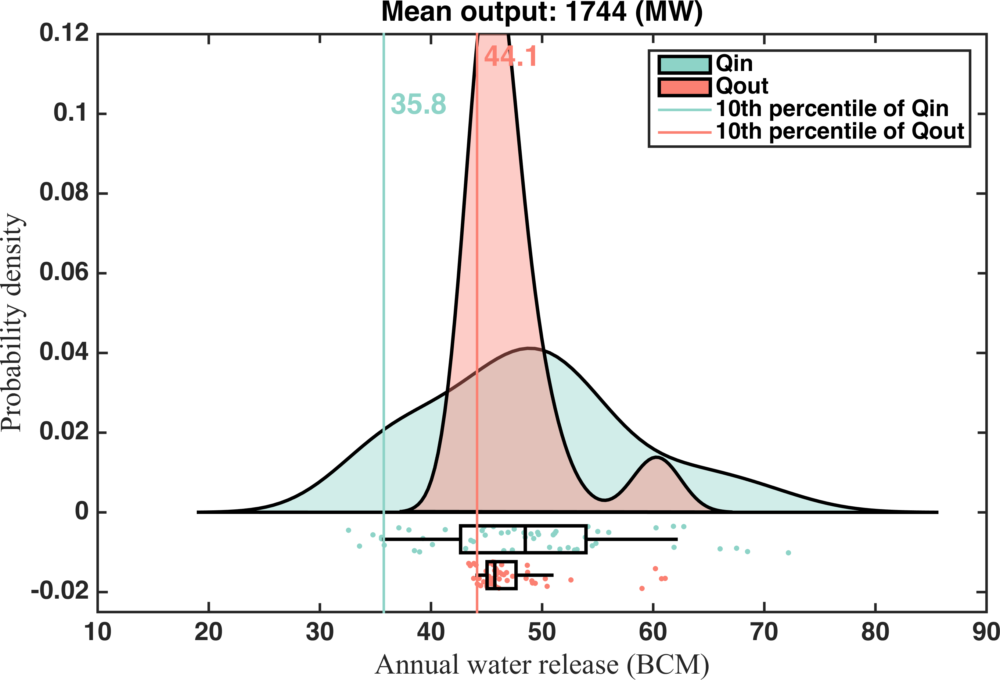 Mean output: 1744 (MW)
0.12
0.1
0.08
0.06
0.04
0.02
0
-0.02
Probability density
44.1
35.8
Qin
Qout
10th percentile of Qin
10th percentile of Qout
10 20 30 40 50 60 70 80 90
Annual water release (BCM)